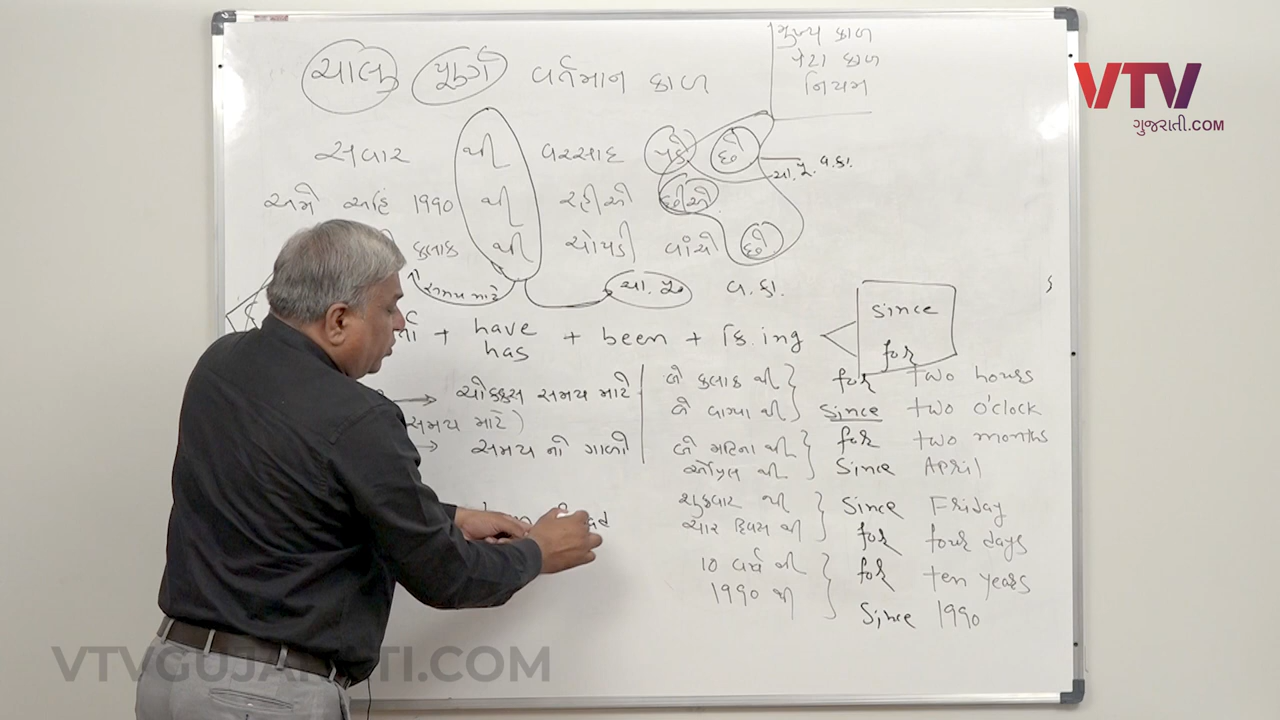 મુખ્ય કાળ
પેટા કાળ
નિયમ
ચાલુ પૂર્ણ વર્તમાન કાળ
સવાર થી વરસાદ પડે છે
ચા. પૂ. વ. કા.
અમે અહિં 1990 થી રહીએ છીએ
કલાક થી ચોપડી વાંચે છે
સમય માટે
ચા. પૂ. વ. કા.
+ have + been + ક્રિ. ing
has
since
for
ચોક્કસ સમય માટે
સમય માટે)
સમય નો ગાળો
બે કલાક થી for two hours
બે વાગ્યા થી since two o'clock
બે મહિના થી for two months
એપ્રિલ થી Since April
શુક્રવાર થી Since Friday
ચાર દિવસ થી for four days
10 વર્ષ થી for ten years
1990 થી Since 1990
VTV
ગુજરાતી.COM
VTVGUJARATI.COM